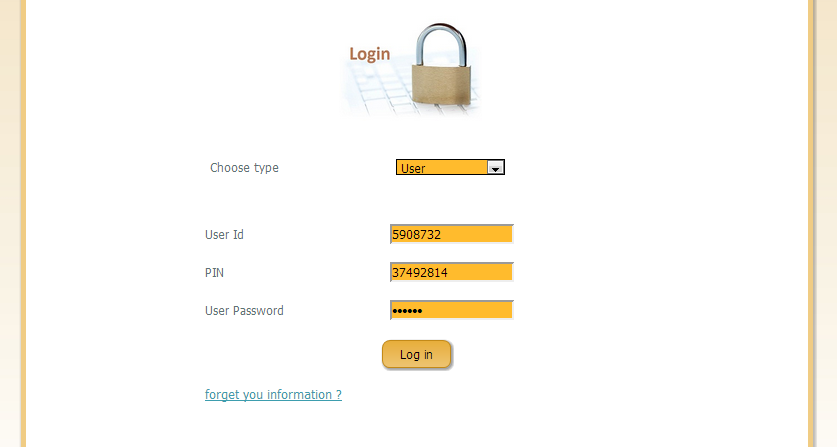 Login
Choose type User
User Id 5908732
PIN 37492814
User Password ••••••
Log in
forget you information ?